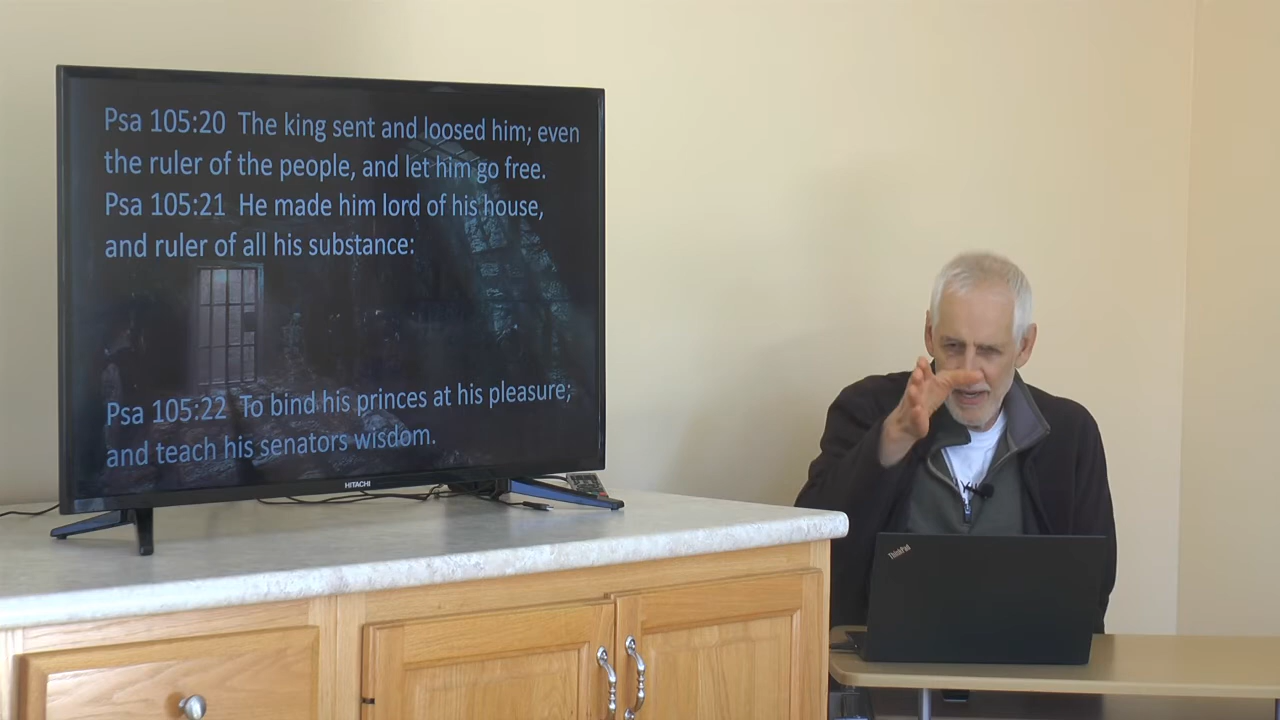 Psa 105:20 The king sent and loosed him; even
the ruler of the people, and let him go free.
Psa 105:21 He made him lord of his house,
and ruler of all his substance:
Psa 105:22 To bind his princes at his pleasure;
and teach his senators wisdom.
HITACHI
ThinkPad